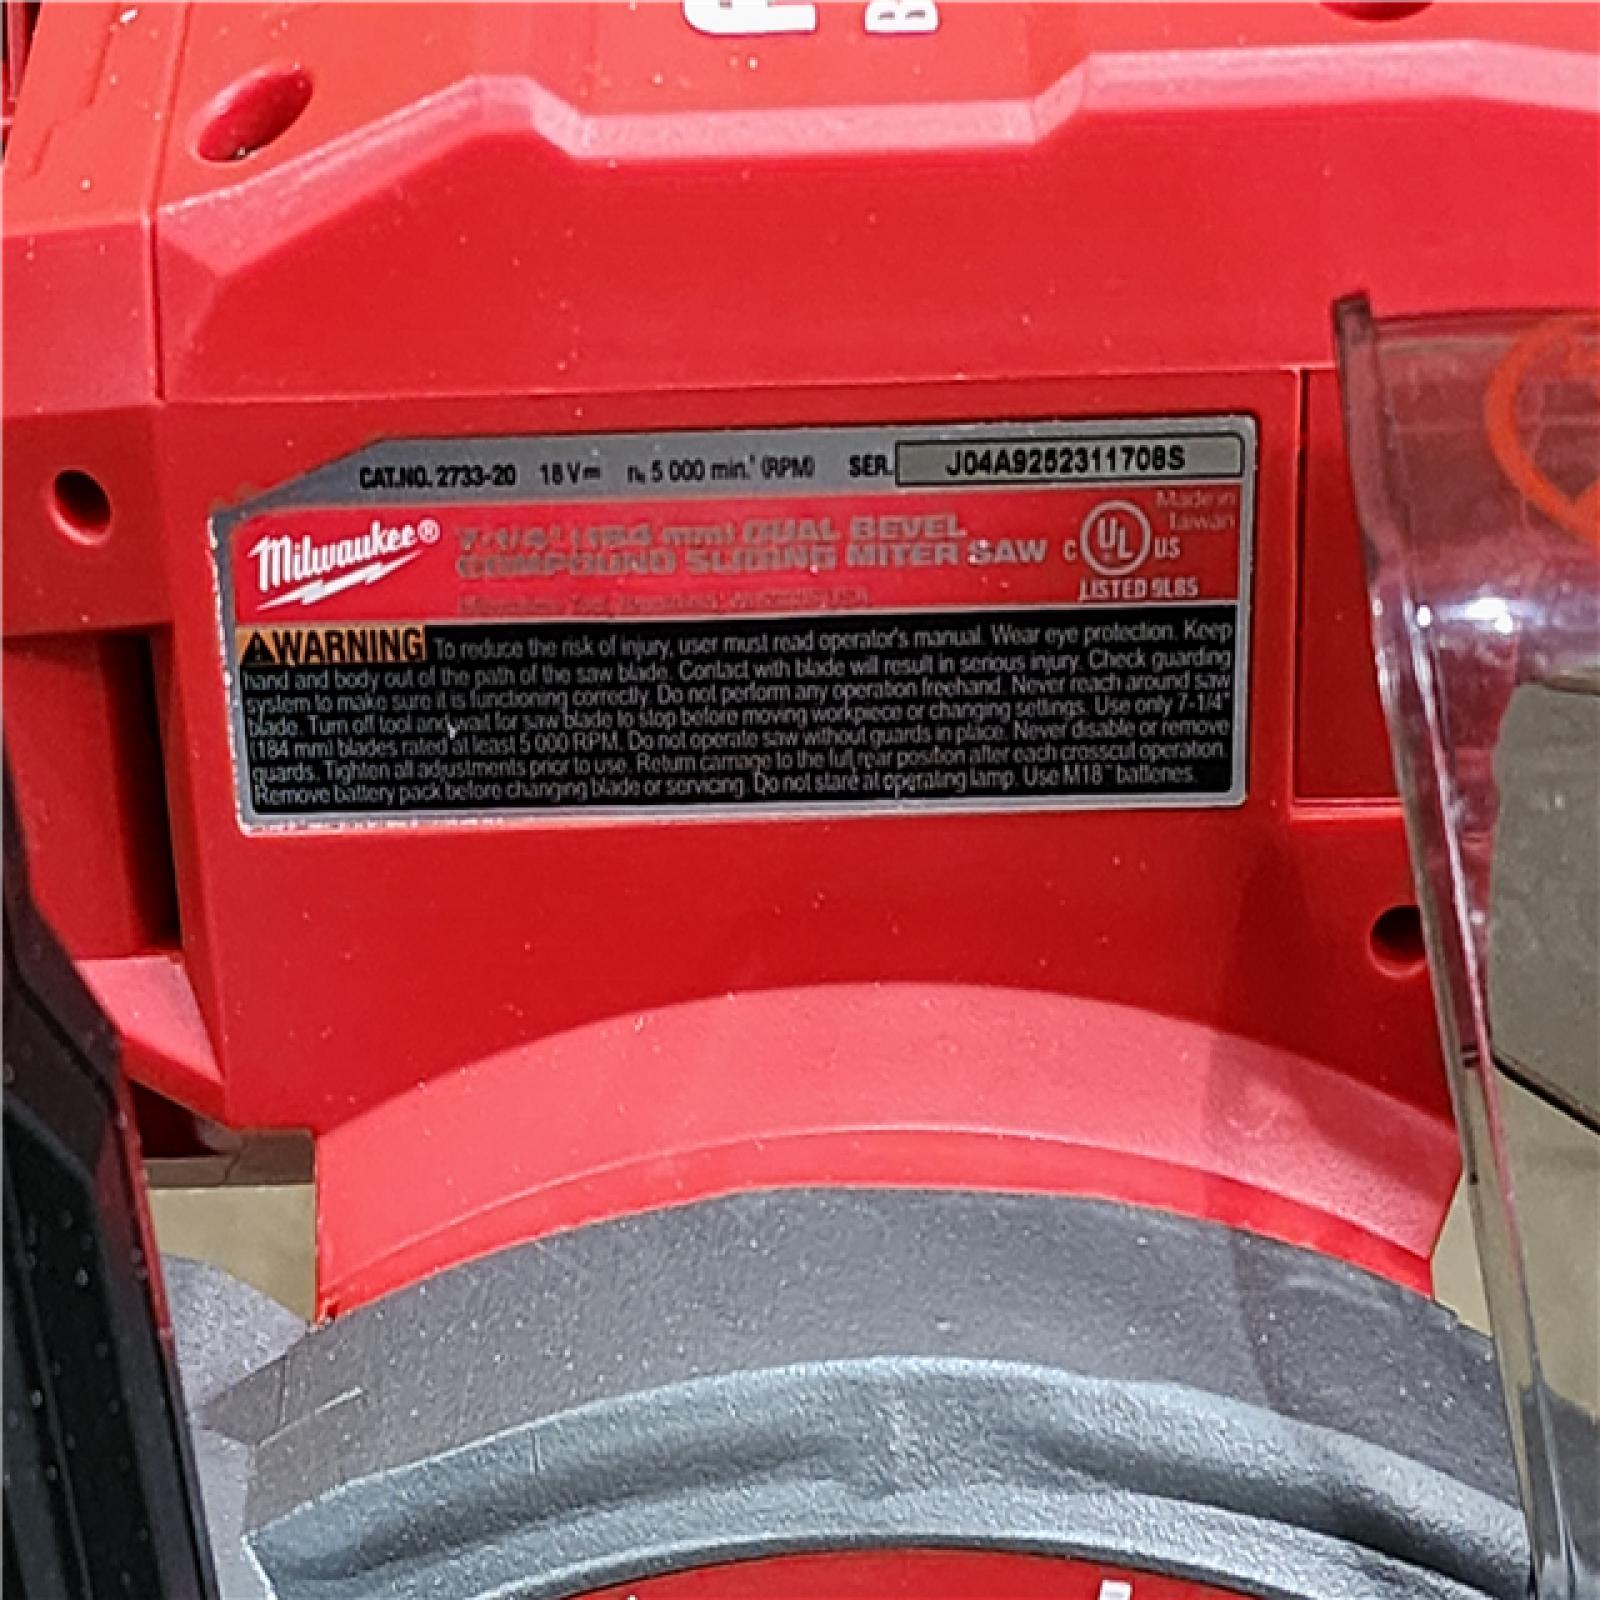 CAT.NO. 2733-20 18 V n₀ 5 000 min.⁻¹ (RPM) SER. J04A925231170BS
Milwaukee® 7-1/4" (184 mm) DUAL BEVEL
COMPOUND SLIDING MITER SAW
C UL US
Made in
Taiwan
LISTED 9L85
WARNING To reduce the risk of injury, user must read operator's manual. Wear eye protection. Keep
hand and body out of the path of the saw blade. Contact with blade will result in serious injury. Check guarding
system to make sure it is functioning correctly. Do not perform any operation freehand. Never reach around saw
blade. Turn off tool and wait for saw blade to stop before moving workpiece or changing settings. Use only 7-1/4"
(184 mm) blades rated at least 5 000 RPM. Do not operate saw without guards in place. Never disable or remove
guards. Tighten all adjustments prior to use. Return carriage to the full rear position after each crosscut operation.
Remove battery pack before changing blade or servicing. Do not stare at operating lamp. Use M18™ batteries.